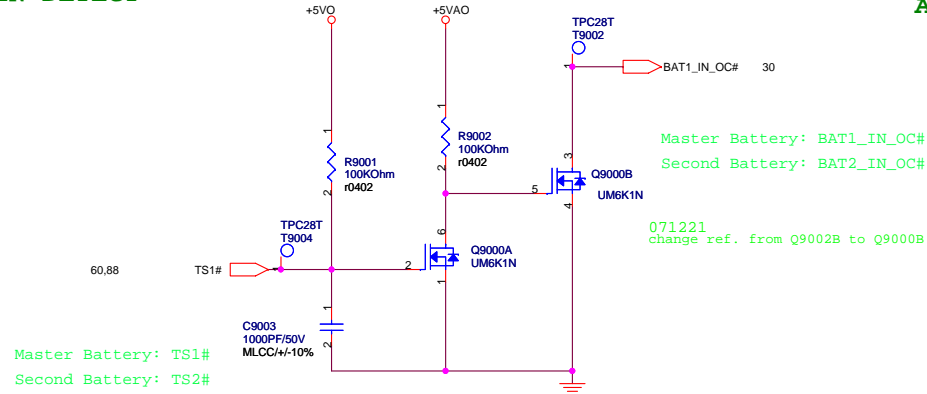 +5VO
+5VAO
TPC28T
T9002
1
BAT1_IN_OC# 30
1
1
R9001
100KOhm
r0402
2
R9002
100KOhm
r0402
2
Master Battery: BAT1_IN_OC#
Second Battery: BAT2_IN_OC#
3
Q9000B
5
UM6K1N
4
TPC28T
T9004
071221
change ref. from Q9002B to Q9000B
6
Q9000A
UM6K1N
60,88
TS1#
1
2
1
1
C9003
1000PF/50V
MLCC/+/-10%
2
Master Battery: TS1#
Second Battery: TS2#